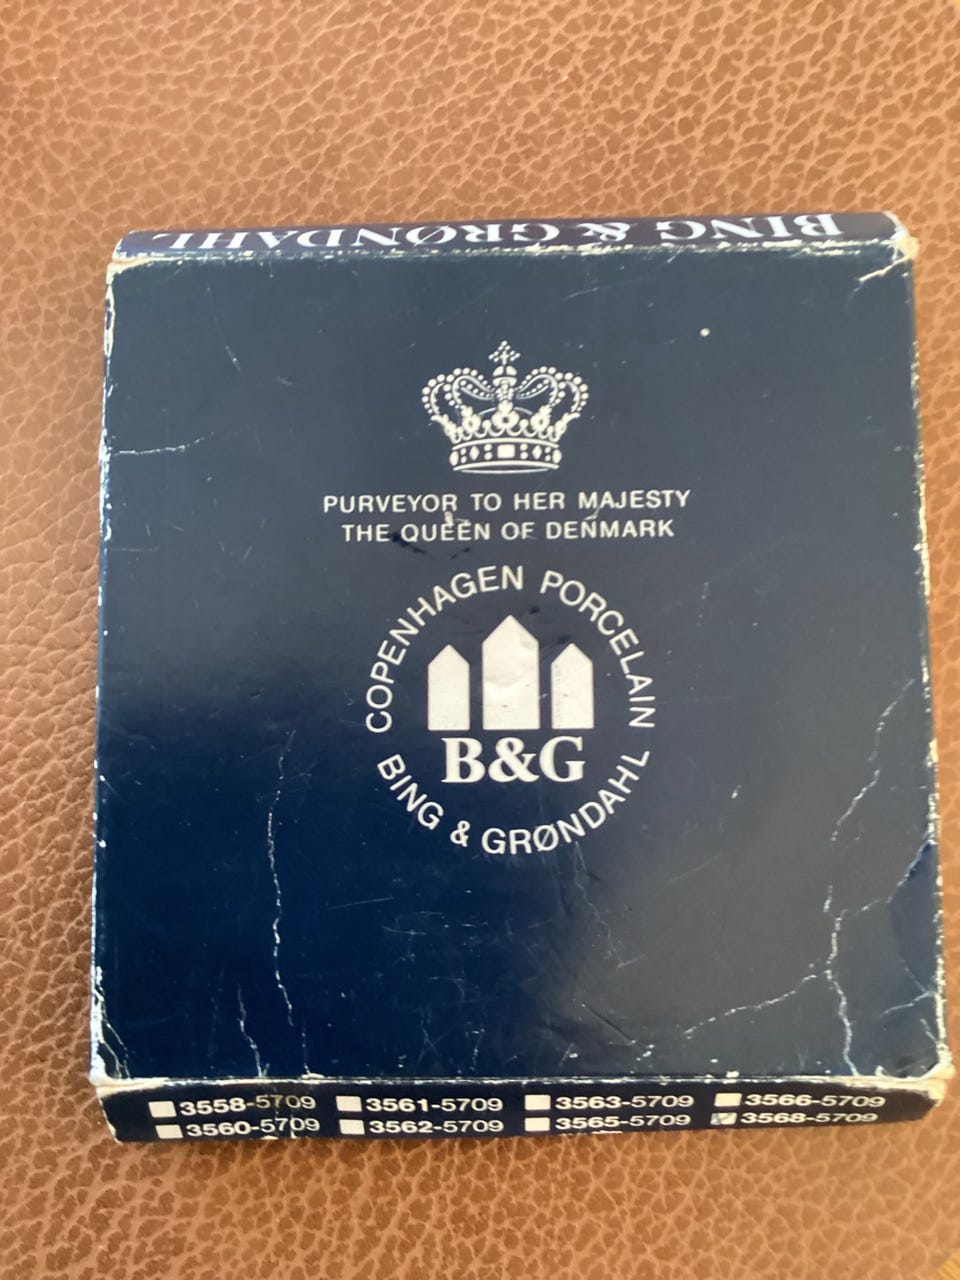 BING & GRØNDAHL
PURVEYOR TO HER MAJESTY
THE QUEEN OF DENMARK
COPENHAGEN PORCELAIN
B&G
BING & GRØNDAHL
3558-5709 3561-5709 3563-5709 3566-5709
3560-5709 3562-5709 3565-5709 3568-5709